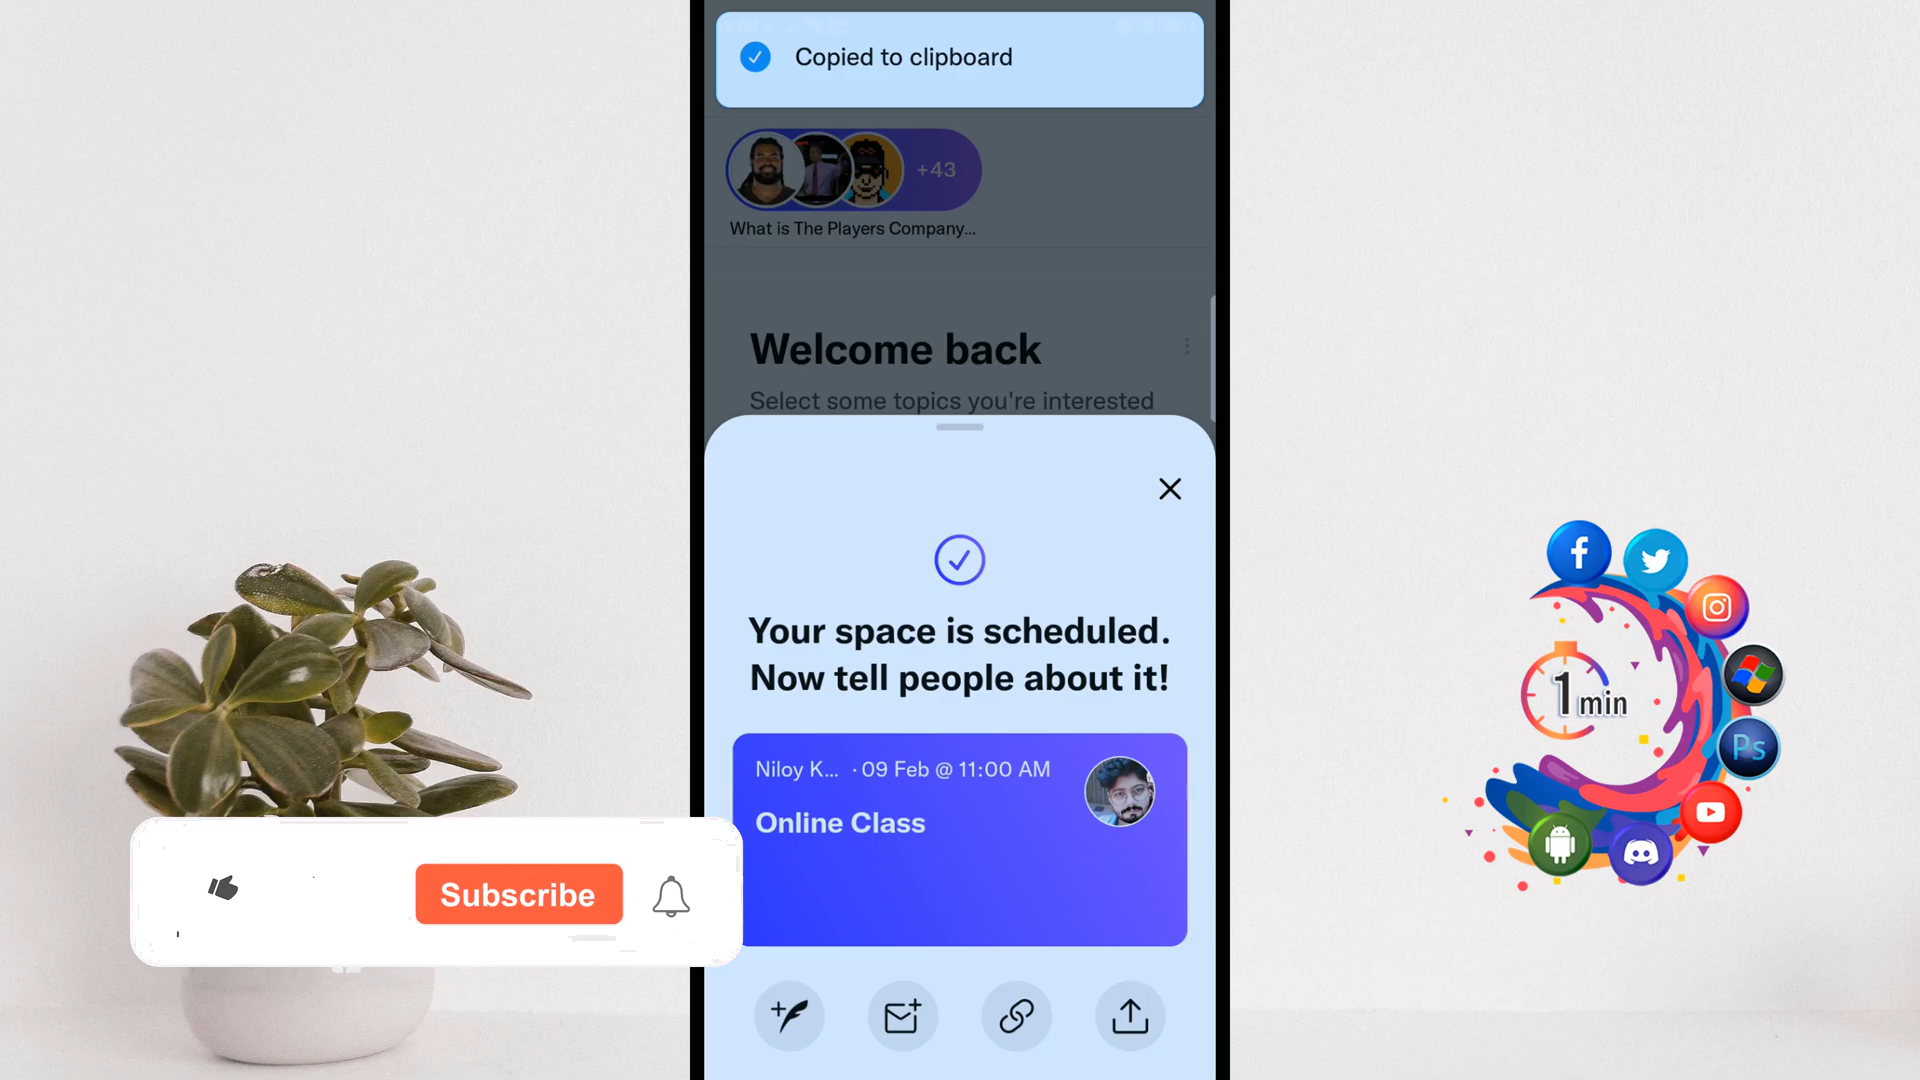 Copied to clipboard
+43
What is The Players Company...
Welcome back
Select some topics you're interested
Your space is scheduled.
Now tell people about it!
Niloy K... · 09 Feb @ 11:00 AM
Online Class
Subscribe
1 min
Ps